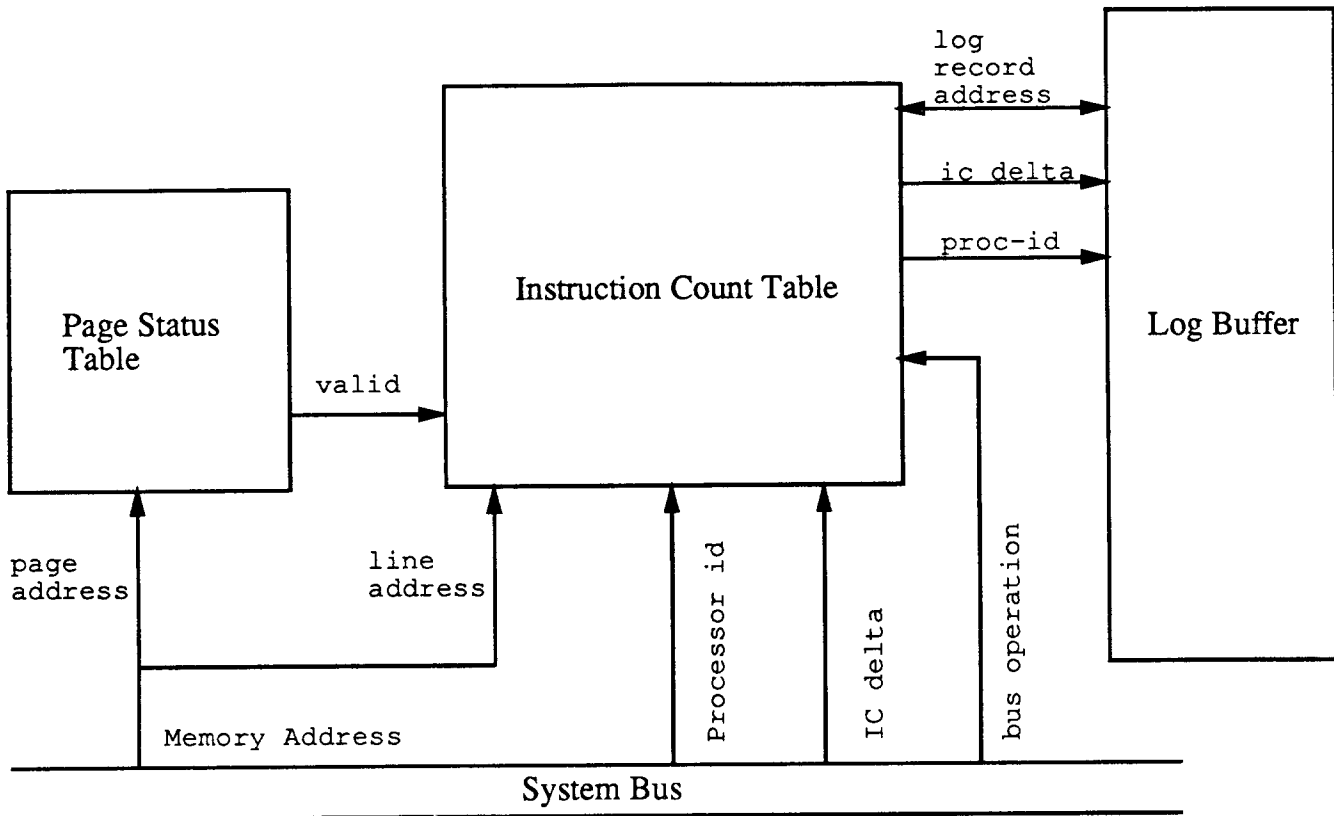 log
record
address
ic delta
proc-id
Instruction Count Table
Log Buffer
Page Status
Table
valid
page
address
line
address
Processor id
IC delta
bus operation
Memory Address
System Bus